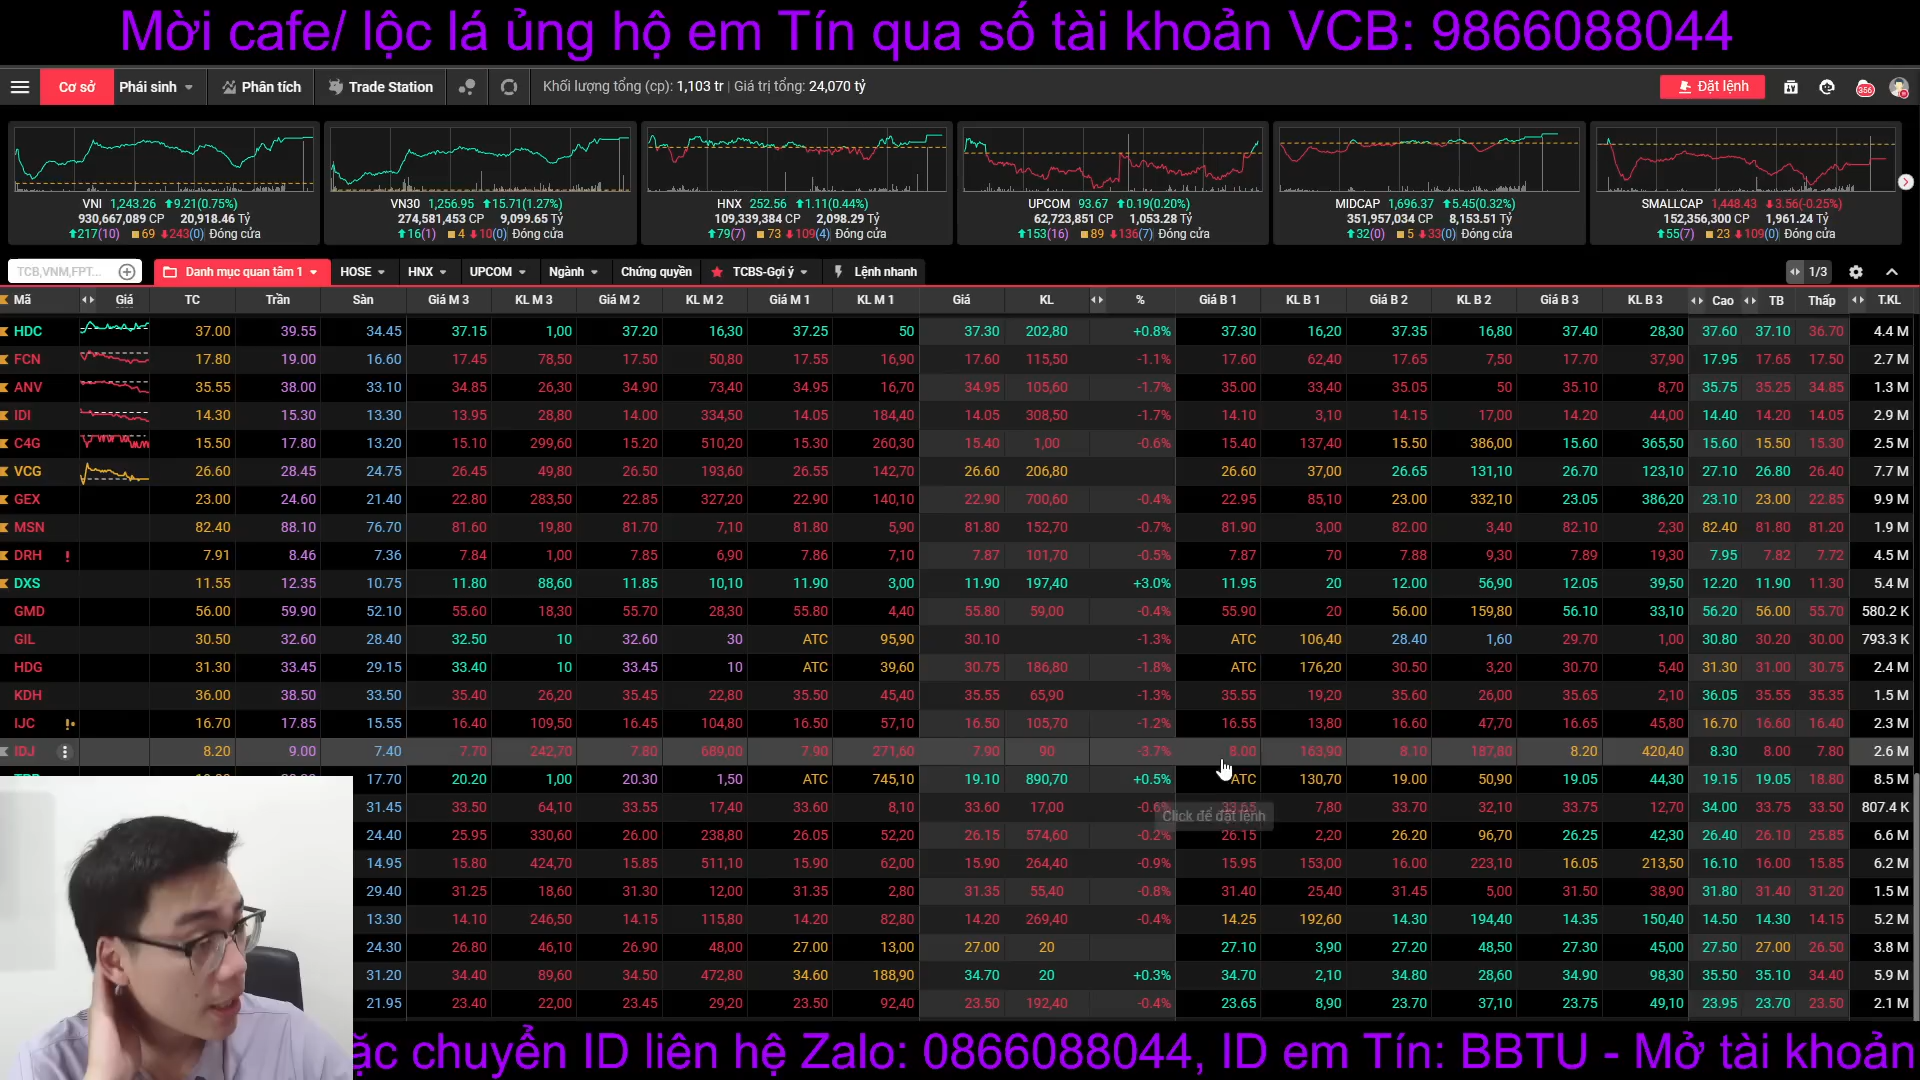 Mời cafe/ lộc lá ủng hộ em Tín qua số tài khoản VCB: 9866088044
Cơ sở Phái sinh Phân tích Trade Station Khối lượng tổng (cp): 1,103 tr | Giá trị tổng: 24,070 tỷ Đặt lệnh 356
VNI 1,243.26 9.21(0.75%) VN30 1,256.95 15.71(1.27%) HNX 252.56 1.11(0.44%) UPCOM 93.67 0.19(0.20%) MIDCAP 1,696.37 5.45(0.32%) SMALLCAP 1,448.43 3.56(-0.25%)
930,667,089 CP 20,918.46 Tỷ 274,581,453 CP 9,099.65 Tỷ 109,339,384 CP 2,098.29 Tỷ 62,723,851 CP 1,053.28 Tỷ 351,957,034 CP 8,153.51 Tỷ 152,356,300 CP 1,961.24 Tỷ
217(10) 69 243(0) Đóng cửa 16(1) 4 10(0) Đóng cửa 79(7) 73 109(4) Đóng cửa 153(16) 89 136(7) Đóng cửa 32(0) 5 33(0) Đóng cửa 55(7) 23 109(0) Đóng cửa
TCB,VNM,FPT... Danh mục quan tâm 1 HOSE HNX UPCOM Ngành Chứng quyền TCBS-Gợi ý Lệnh nhanh 1/3
Mã Giá TC Trần Sàn Giá M 3 KL M 3 Giá M 2 KL M 2 Giá M 1 KL M 1 Giá KL % Giá B 1 KL B 1 Giá B 2 KL B 2 Giá B 3 KL B 3 Cao TB Thấp T.KL
HDC 37.00 39.55 34.45 37.15 1,00 37.20 16,30 37.25 50 37.30 202,80 +0.8% 37.30 16,20 37.35 16,80 37.40 28,30 37.60 37.10 36.70 4.4 M
FCN 17.80 19.00 16.60 17.45 78,50 17.50 50,80 17.55 16,90 17.60 115,50 -1.1% 17.60 62,40 17.65 7,50 17.70 37,90 17.95 17.65 17.50 2.7 M
ANV 35.55 38.00 33.10 34.85 26,30 34.90 73,40 34.95 16,70 34.95 105,60 -1.7% 35.00 33,40 35.05 50 35.10 8,70 35.75 35.25 34.85 1.3 M
IDI 14.30 15.30 13.30 13.95 28,80 14.00 334,50 14.05 184,40 14.05 308,50 -1.7% 14.10 3,10 14.15 17,00 14.20 44,00 14.40 14.20 14.05 2.9 M
C4G 15.50 17.80 13.20 15.10 299,60 15.20 510,20 15.30 260,30 15.40 1,00 -0.6% 15.40 137,40 15.50 386,00 15.60 365,50 15.60 15.50 15.30 2.5 M
VCG 26.60 28.45 24.75 26.45 49,80 26.50 193,60 26.55 142,70 26.60 206,80 26.60 37,00 26.65 131,10 26.70 123,10 27.10 26.80 26.40 7.7 M
GEX 23.00 24.60 21.40 22.80 283,50 22.85 327,20 22.90 140,10 22.90 700,60 -0.4% 22.95 85,10 23.00 332,10 23.05 386,20 23.10 23.00 22.85 9.9 M
MSN 82.40 88.10 76.70 81.60 19,80 81.70 7,10 81.80 5,90 81.80 152,70 -0.7% 81.90 3,00 82.00 3,40 82.10 2,30 82.40 81.80 81.20 1.9 M
DRH ! 7.91 8.46 7.36 7.84 1,00 7.85 6,90 7.86 7,10 7.87 101,70 -0.5% 7.87 70 7.88 9,30 7.89 19,30 7.95 7.82 7.72 4.5 M
DXS 11.55 12.35 10.75 11.80 88,60 11.85 10,10 11.90 3,00 11.90 197,40 +3.0% 11.95 20 12.00 56,90 12.05 39,50 12.20 11.90 11.30 5.4 M
GMD 56.00 59.90 52.10 55.60 18,30 55.70 28,30 55.80 4,40 55.80 59,00 -0.4% 55.90 20 56.00 159,80 56.10 33,10 56.20 56.00 55.70 580.2 K
GIL 30.50 32.60 28.40 32.50 10 32.60 30 ATC 95,90 30.10 -1.3% ATC 106,40 28.40 1,60 29.70 1,00 30.80 30.20 30.00 793.3 K
HDG 31.30 33.45 29.15 33.40 10 33.45 10 ATC 39,60 30.75 186,80 -1.8% ATC 176,20 30.50 3,20 30.70 5,40 31.30 31.00 30.75 2.4 M
KDH 36.00 38.50 33.50 35.40 26,20 35.45 22,80 35.50 45,40 35.55 65,90 -1.3% 35.55 19,20 35.60 26,00 35.65 2,10 36.05 35.55 35.35 1.5 M
IJC ! 16.70 17.85 15.55 16.40 109,50 16.45 104,80 16.50 57,10 16.50 105,70 -1.2% 16.55 13,80 16.60 47,70 16.65 45,80 16.70 16.60 16.40 2.3 M
IDJ 8.20 9.00 7.40 7.70 242,70 7.80 689,00 7.90 271,60 7.90 90 -3.7% 8.00 163,90 8.10 187,80 8.20 420,40 8.30 8.00 7.80 2.6 M
17.70 20.20 1,00 20.30 1,50 ATC 745,10 19.10 890,70 +0.5% ATC 130,70 19.00 50,90 19.05 44,30 19.15 19.05 18.80 8.5 M
31.45 33.50 64,10 33.55 17,40 33.60 8,10 33.60 17,00 -0.6% 33.65 7,80 33.70 32,10 33.75 12,70 34.00 33.75 33.50 807.4 K
Click để đặt lệnh
24.40 25.95 330,60 26.00 238,80 26.05 52,20 26.15 574,60 -0.2% 26.15 2,20 26.20 96,70 26.25 42,30 26.40 26.10 25.85 6.6 M
14.95 15.80 424,70 15.85 511,10 15.90 62,00 15.90 264,40 -0.9% 15.95 153,00 16.00 223,10 16.05 213,50 16.10 16.00 15.85 6.2 M
29.40 31.25 18,60 31.30 12,00 31.35 2,80 31.35 55,40 -0.8% 31.40 25,40 31.45 5,00 31.50 38,90 31.80 31.40 31.20 1.5 M
13.30 14.10 246,50 14.15 115,80 14.20 82,80 14.20 269,40 -0.4% 14.25 192,60 14.30 194,40 14.35 150,40 14.50 14.30 14.15 5.2 M
24.30 26.80 46,10 26.90 48,00 27.00 13,00 27.00 20 27.10 3,90 27.20 48,50 27.30 45,00 27.50 27.00 26.50 3.8 M
31.20 34.40 89,60 34.50 472,80 34.60 188,90 34.70 20 +0.3% 34.70 2,10 34.80 28,60 34.90 98,30 35.50 35.10 34.40 5.9 M
21.95 23.40 22,00 23.45 29,20 23.50 92,40 23.50 192,40 -0.4% 23.65 8,90 23.70 37,10 23.75 49,10 23.95 23.70 23.50 2.1 M
ặc chuyển ID liên hệ Zalo: 0866088044, ID em Tín: BBTU - Mở tài khoản